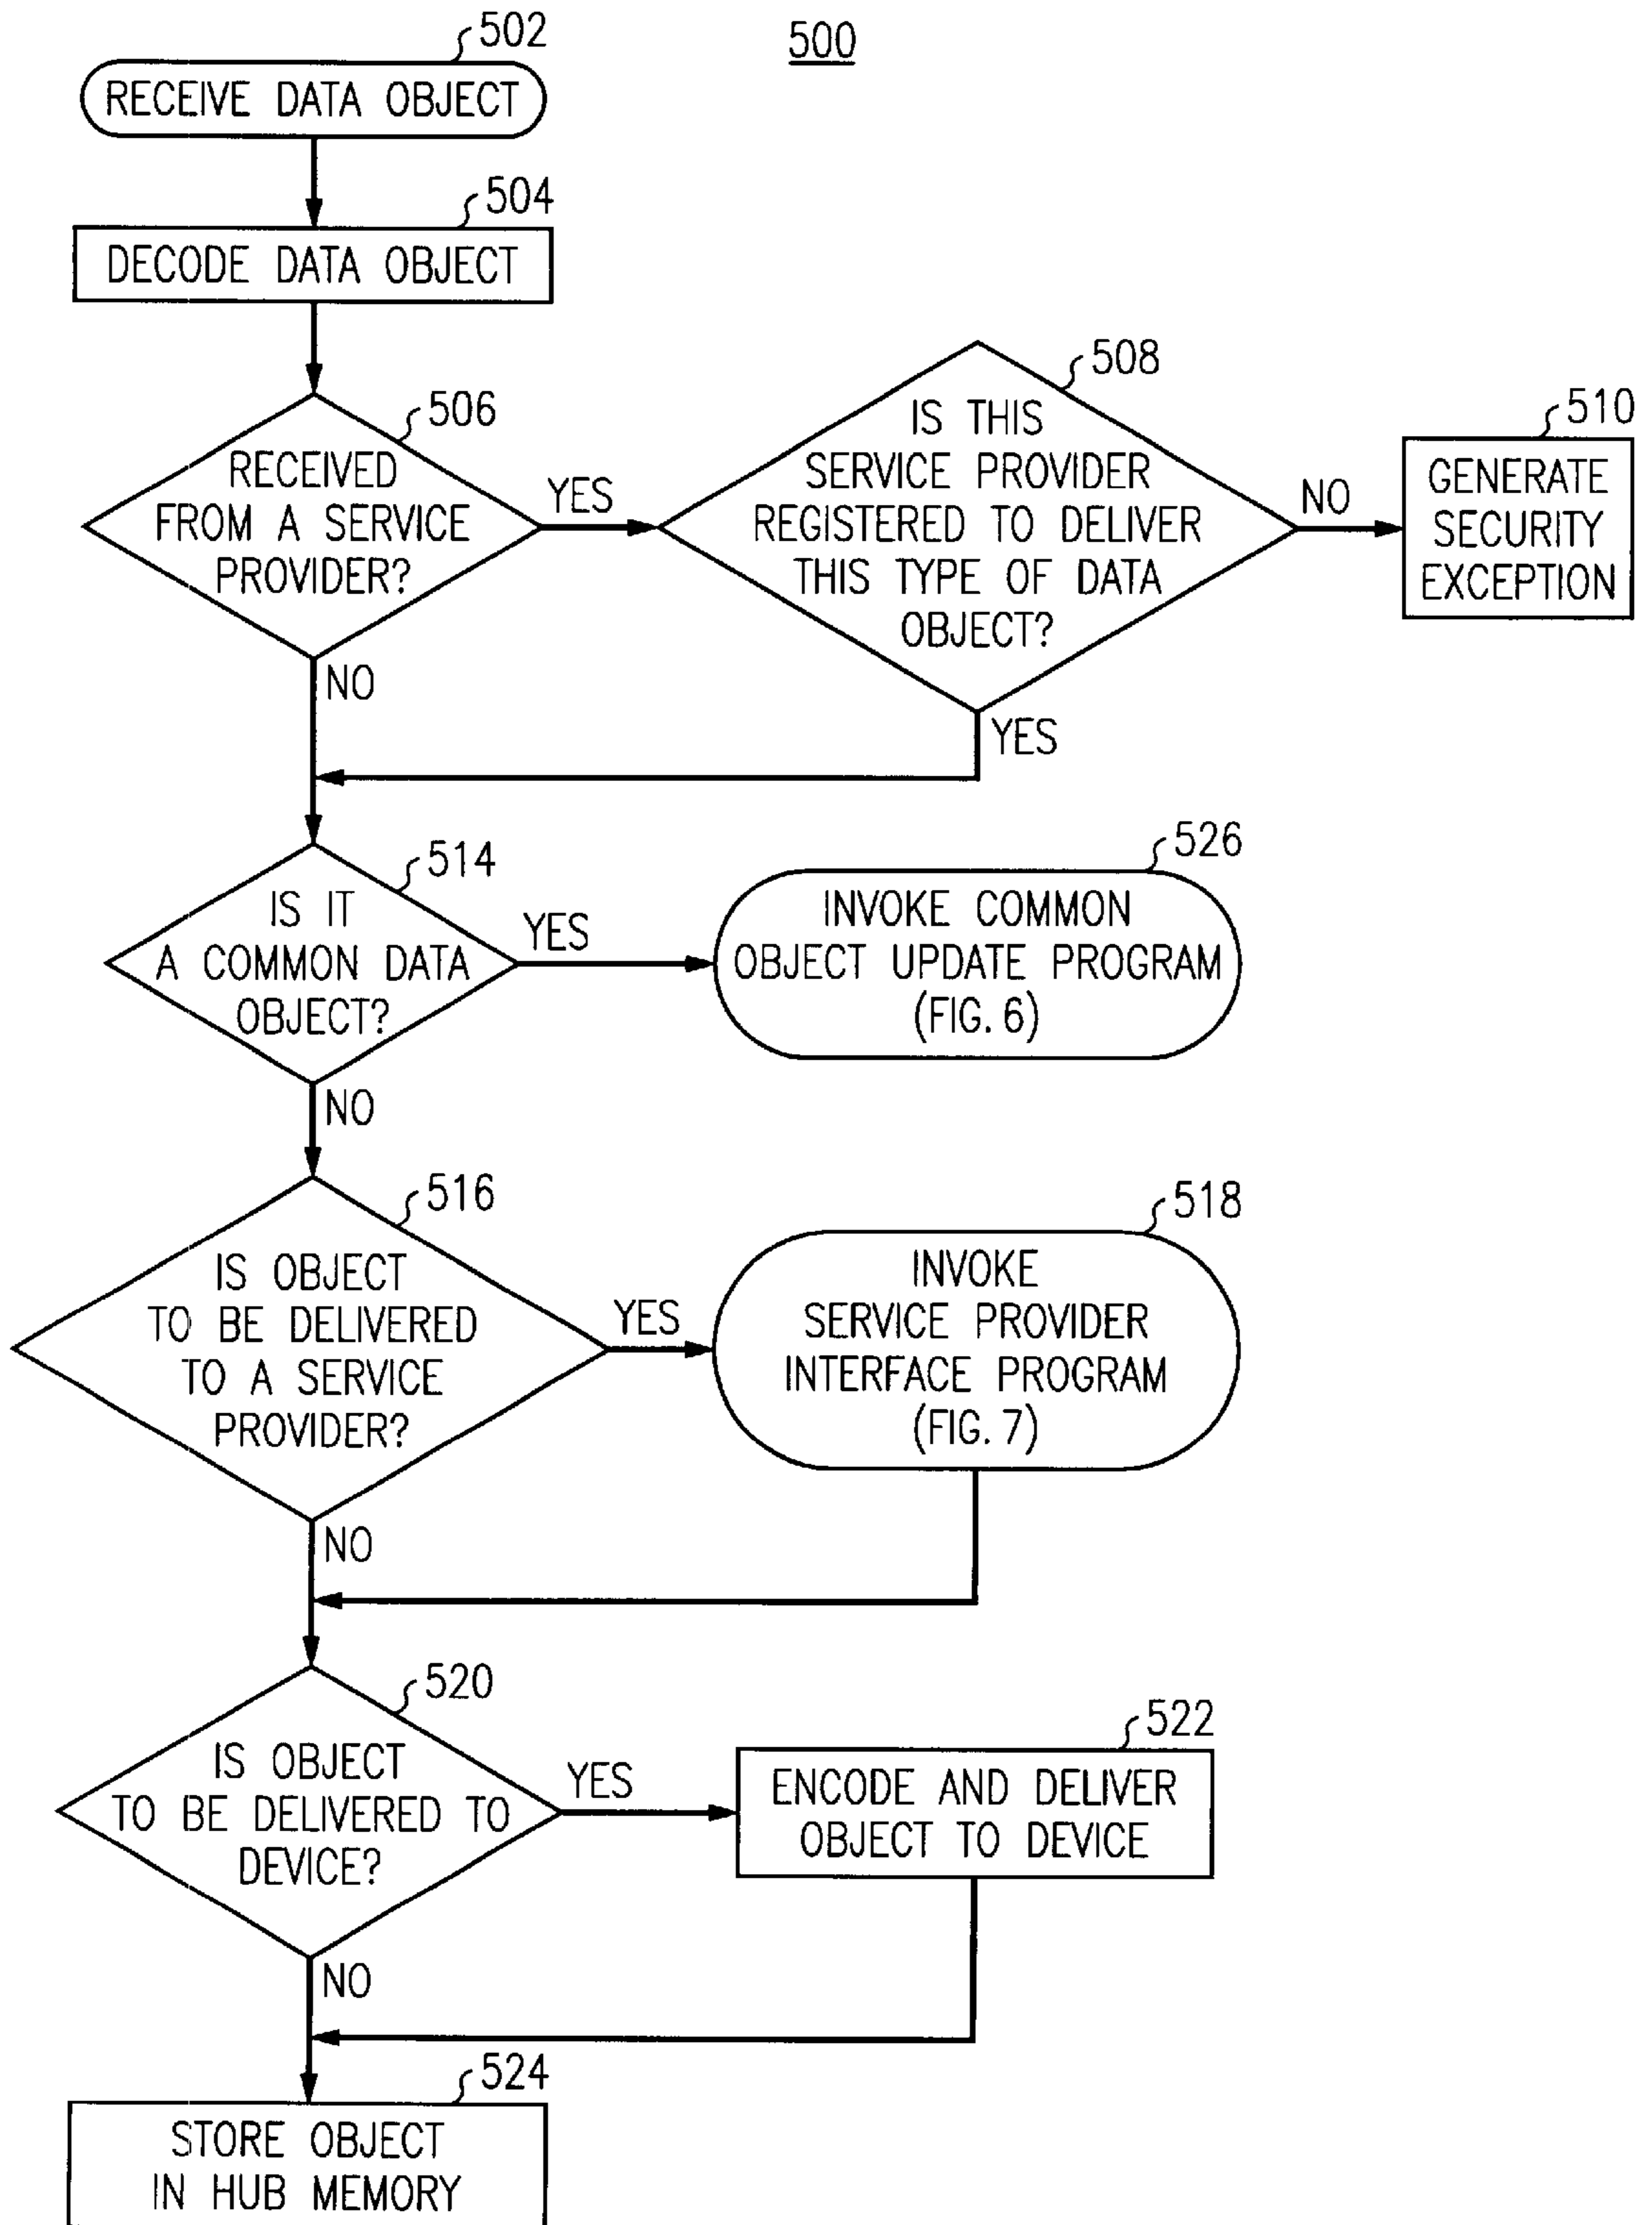 500
502
RECEIVE DATA OBJECT
504
DECODE DATA OBJECT
506
RECEIVED
FROM A SERVICE
PROVIDER?
YES
NO
508
IS THIS
SERVICE PROVIDER
REGISTERED TO DELIVER
THIS TYPE OF DATA
OBJECT?
NO
YES
510
GENERATE
SECURITY
EXCEPTION
514
IS IT
A COMMON DATA
OBJECT?
YES
NO
526
INVOKE COMMON
OBJECT UPDATE PROGRAM
(FIG. 6)
516
IS OBJECT
TO BE DELIVERED
TO A SERVICE
PROVIDER?
YES
NO
518
INVOKE
SERVICE PROVIDER
INTERFACE PROGRAM
(FIG. 7)
520
IS OBJECT
TO BE DELIVERED TO
DEVICE?
YES
NO
522
ENCODE AND DELIVER
OBJECT TO DEVICE
524
STORE OBJECT
IN HUB MEMORY